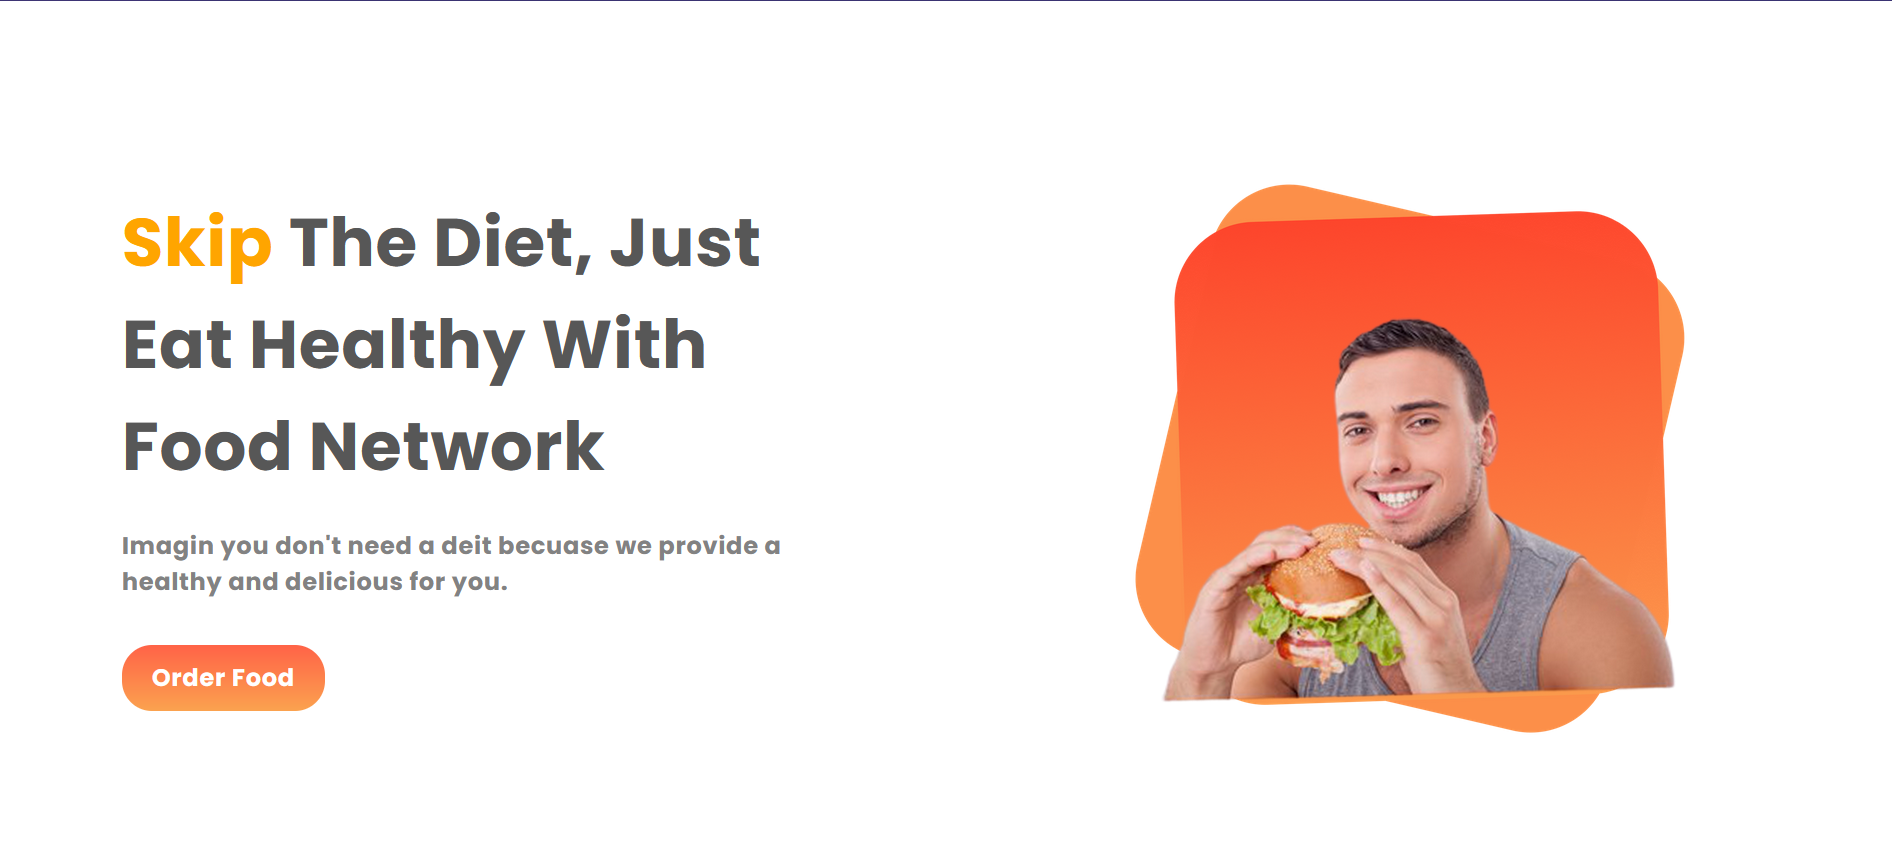 Skip The Diet, Just
Eat Healthy With
Food Network
Imagin you don't need a deit becuase we provide a
healthy and delicious for you.
Order Food